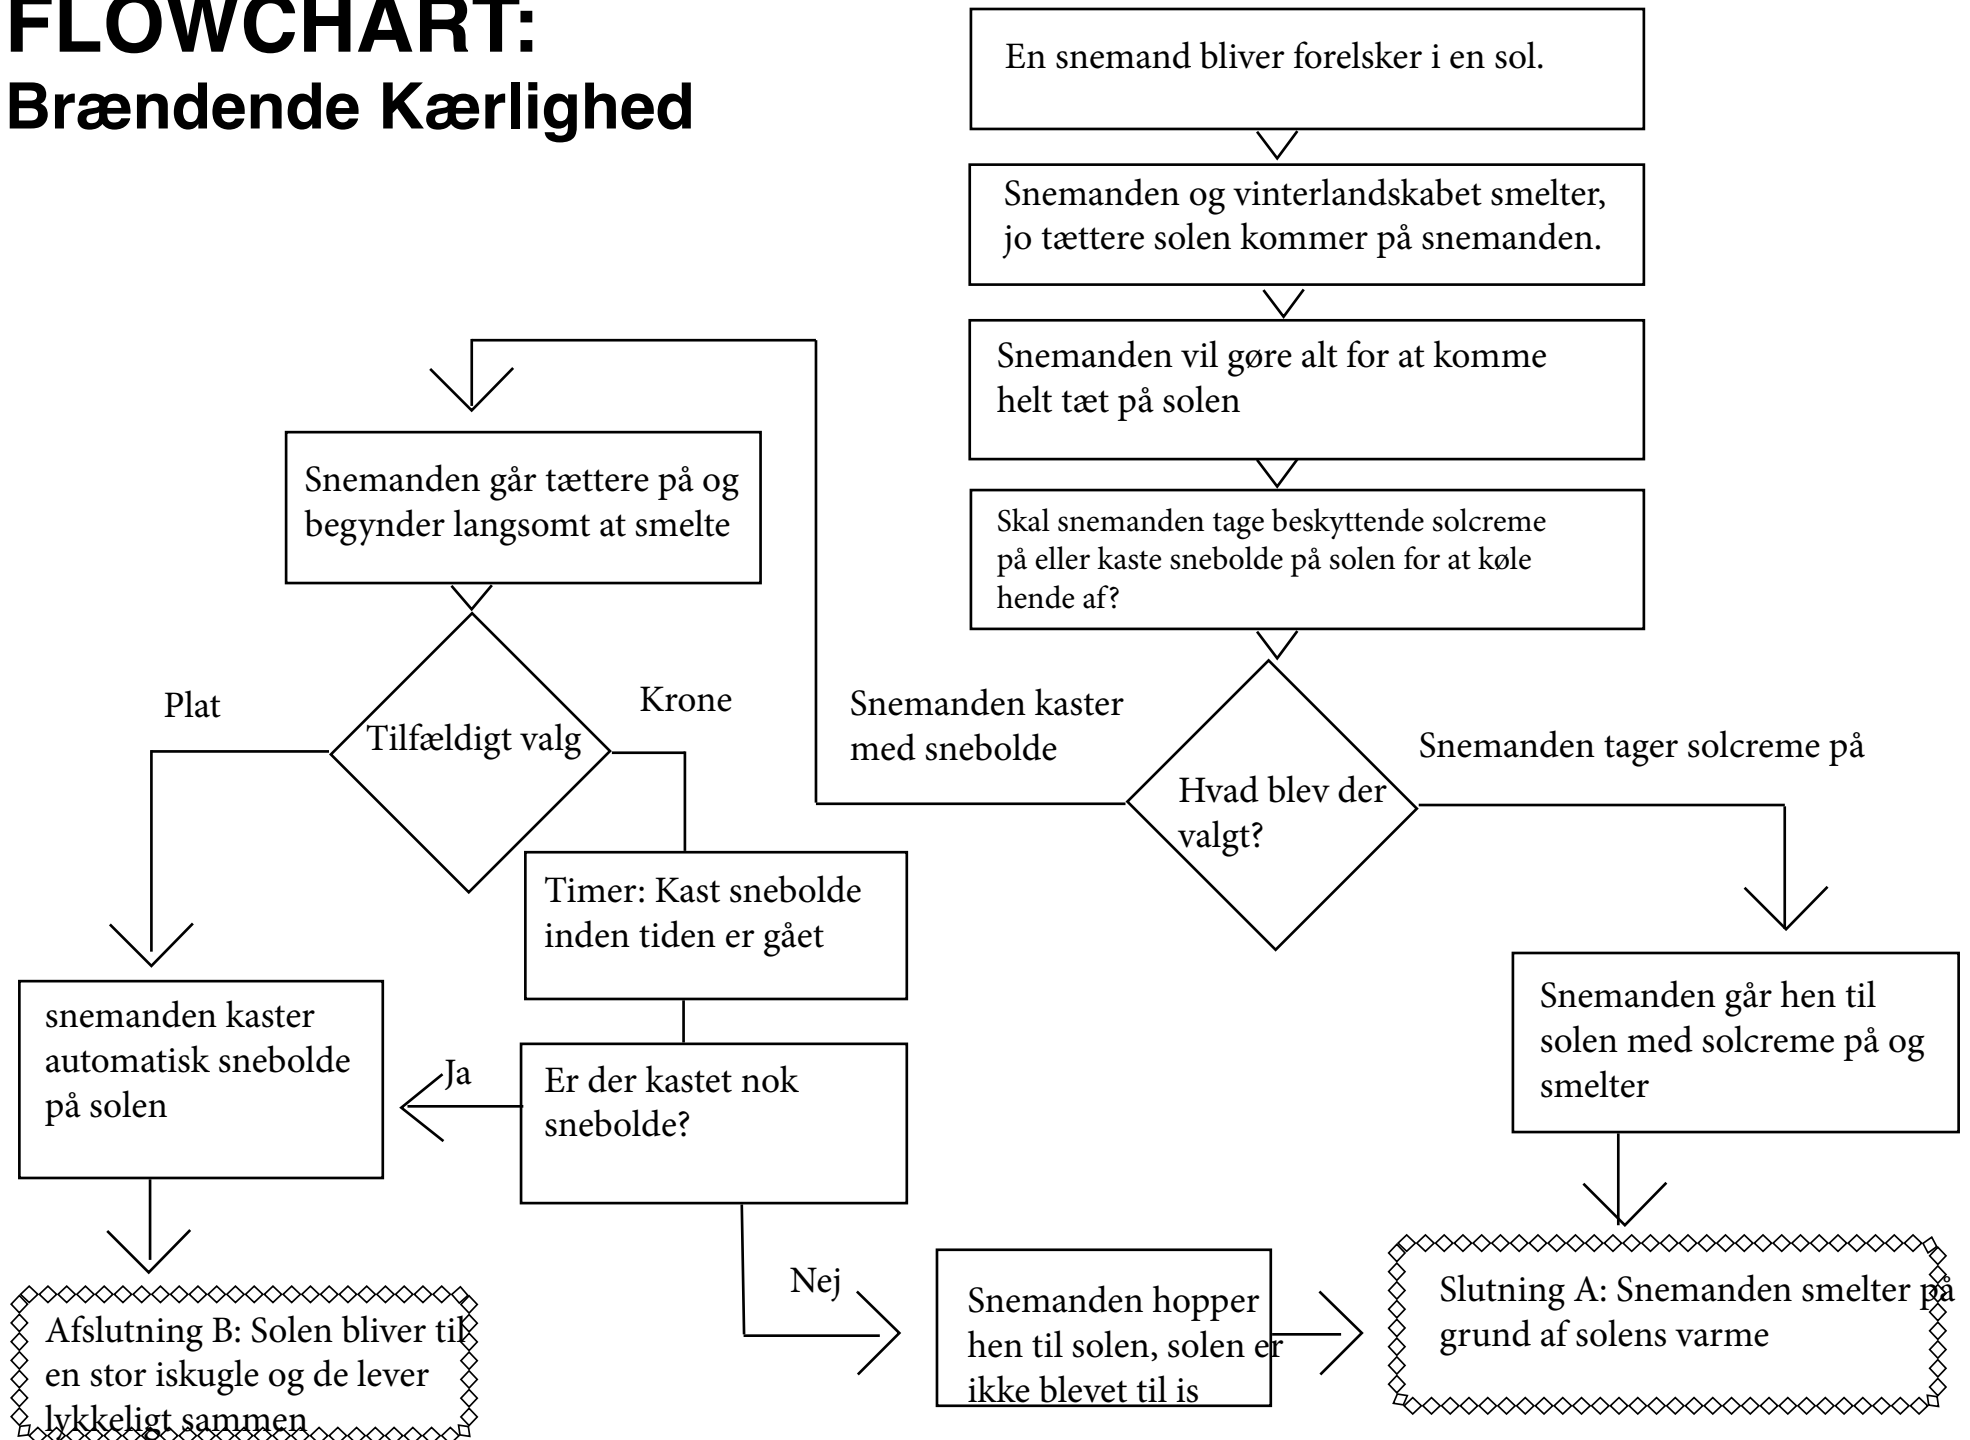 FLOWCHART:
Brændende Kærlighed
En snemand bliver forelsker i en sol.
Snemanden og vinterlandskabet smelter,
jo tættere solen kommer på snemanden.
Snemanden vil gøre alt for at komme
helt tæt på solen
Skal snemanden tage beskyttende solcreme
på eller kaste snebolde på solen for at køle
hende af?
Hvad blev der
valgt?
Snemanden kaster
med snebolde
Snemanden tager solcreme på
Snemanden går tættere på og
begynder langsomt at smelte
Tilfældigt valg
Plat
Krone
Timer: Kast snebolde
inden tiden er gået
snemanden kaster
automatisk snebolde
på solen
Ja
Er der kastet nok
snebolde?
Nej
Snemanden hopper
hen til solen, solen er
ikke blevet til is
Snemanden går hen til
solen med solcreme på og
smelter
Slutning A: Snemanden smelter på
grund af solens varme
Afslutning B: Solen bliver til
en stor iskugle og de lever
lykkeligt sammen